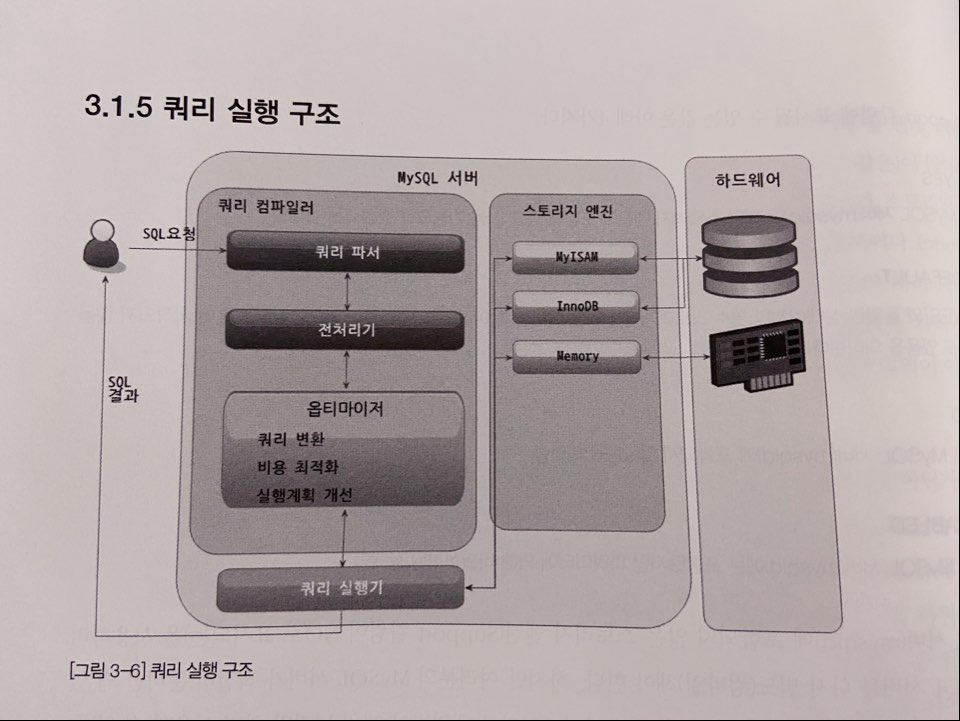 3.1.5 쿼리 실행 구조
MySQL 서버
쿼리 컴파일러
스토리지 엔진
하드웨어
SQL요청
쿼리 파서
MyISAM
전처리기
InnoDB
Memory
SQL
결과
옵티마이저
쿼리 변환
비용 최적화
실행계획 개선
쿼리 실행기
[그림 3-6] 쿼리 실행 구조